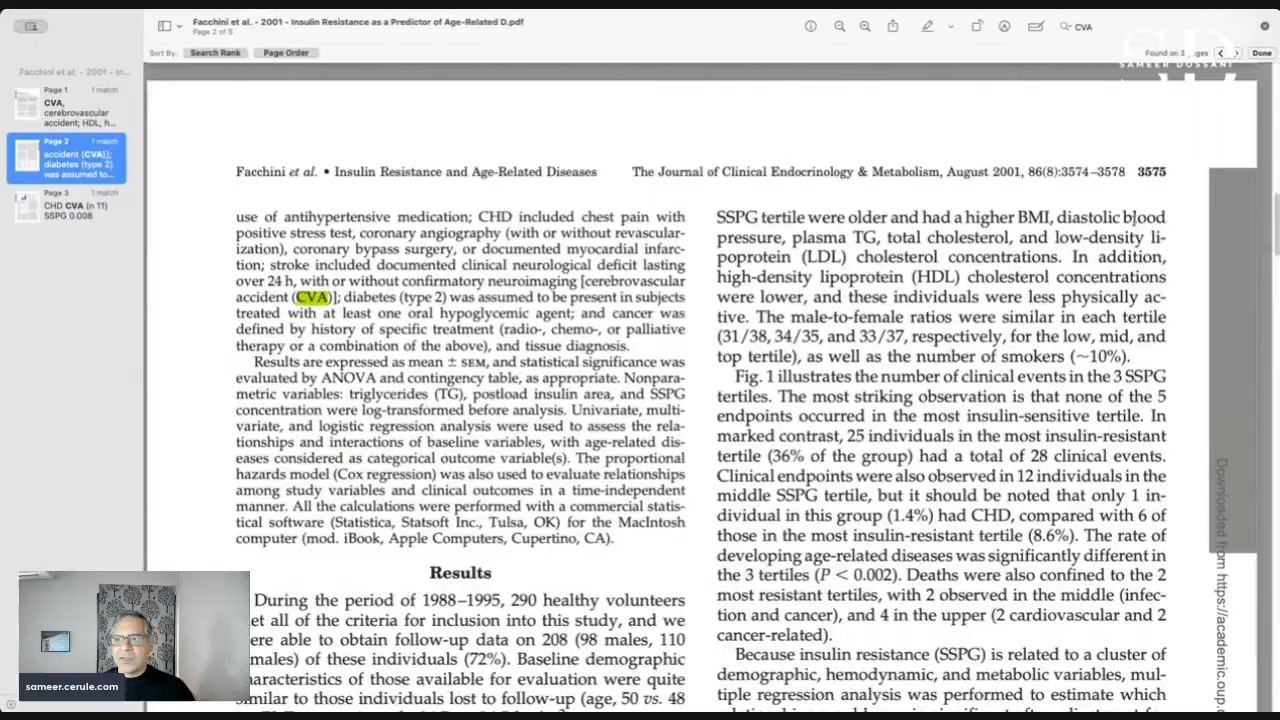 Facchini et al. - 2001 - Insulin Resistance as a Predictor of Age-Related D.pdf
Page 2 of 5
CVA
Sort By:
Search Rank
Page Order
Found on 3
Done
SAMEER DOSSANI
Facchini et al. - 2001 - In...
Page 1
1 match
CVA,
cerebrovascular
accident; HDL, h...
Page 2
1 match
accident (CVA)];
diabetes (type 2)
was assumed to...
Page 3
1 match
CHD CVA (n 11)
SSPG 0.008
Facchini et al. • Insulin Resistance and Age-Related Diseases
The Journal of Clinical Endocrinology & Metabolism, August 2001, 86(8):3574–3578 3575
use of antihypertensive medication; CHD included chest pain with
positive stress test, coronary angiography (with or without revascular-
ization), coronary bypass surgery, or documented myocardial infarc-
tion; stroke included documented clinical neurological deficit lasting
over 24 h, with or without confirmatory neuroimaging [cerebrovascular
accident (CVA)]; diabetes (type 2) was assumed to be present in subjects
treated with at least one oral hypoglycemic agent; and cancer was
defined by history of specific treatment (radio-, chemo-, or palliative
therapy or a combination of the above), and tissue diagnosis.
Results are expressed as mean ± SEM, and statistical significance was
evaluated by ANOVA and contingency table, as appropriate. Nonpara-
metric variables: triglycerides (TG), postload insulin area, and SSPG
concentration were log-transformed before analysis. Univariate, multi-
variate, and logistic regression analysis were used to assess the rela-
tionships and interactions of baseline variables, with age-related dis-
eases considered as categorical outcome variable(s). The proportional
hazards model (Cox regression) was also used to evaluate relationships
among study variables and clinical outcomes in a time-independent
manner. All the calculations were performed with a commercial statis-
tical software (Statistica, Statsoft Inc., Tulsa, OK) for the MacIntosh
computer (mod. iBook, Apple Computers, Cupertino, CA).
Results
During the period of 1988–1995, 290 healthy volunteers
et all of the criteria for inclusion into this study, and we
ere able to obtain follow-up data on 208 (98 males, 110
males) of these individuals (72%). Baseline demographic
haracteristics of those available for evaluation were quite
milar to those individuals lost to follow-up (age, 50 vs. 48
SSPG tertile were older and had a higher BMI, diastolic blood
pressure, plasma TG, total cholesterol, and low-density li-
poprotein (LDL) cholesterol concentrations. In addition,
high-density lipoprotein (HDL) cholesterol concentrations
were lower, and these individuals were less physically ac-
tive. The male-to-female ratios were similar in each tertile
(31/38, 34/35, and 33/37, respectively, for the low, mid, and
top tertile), as well as the number of smokers (~10%).
Fig. 1 illustrates the number of clinical events in the 3 SSPG
tertiles. The most striking observation is that none of the 5
endpoints occurred in the most insulin-sensitive tertile. In
marked contrast, 25 individuals in the most insulin-resistant
tertile (36% of the group) had a total of 28 clinical events.
Clinical endpoints were also observed in 12 individuals in the
middle SSPG tertile, but it should be noted that only 1 in-
dividual in this group (1.4%) had CHD, compared with 6 of
those in the most insulin-resistant tertile (8.6%). The rate of
developing age-related diseases was significantly different in
the 3 tertiles (P < 0.002). Deaths were also confined to the 2
most resistant tertiles, with 2 observed in the middle (infec-
tion and cancer), and 4 in the upper (2 cardiovascular and 2
cancer-related).
Because insulin resistance (SSPG) is related to a cluster of
demographic, hemodynamic, and metabolic variables, mul-
tiple regression analysis was performed to estimate which
Downloaded from https://academic.oup.
sameer.cerule.com